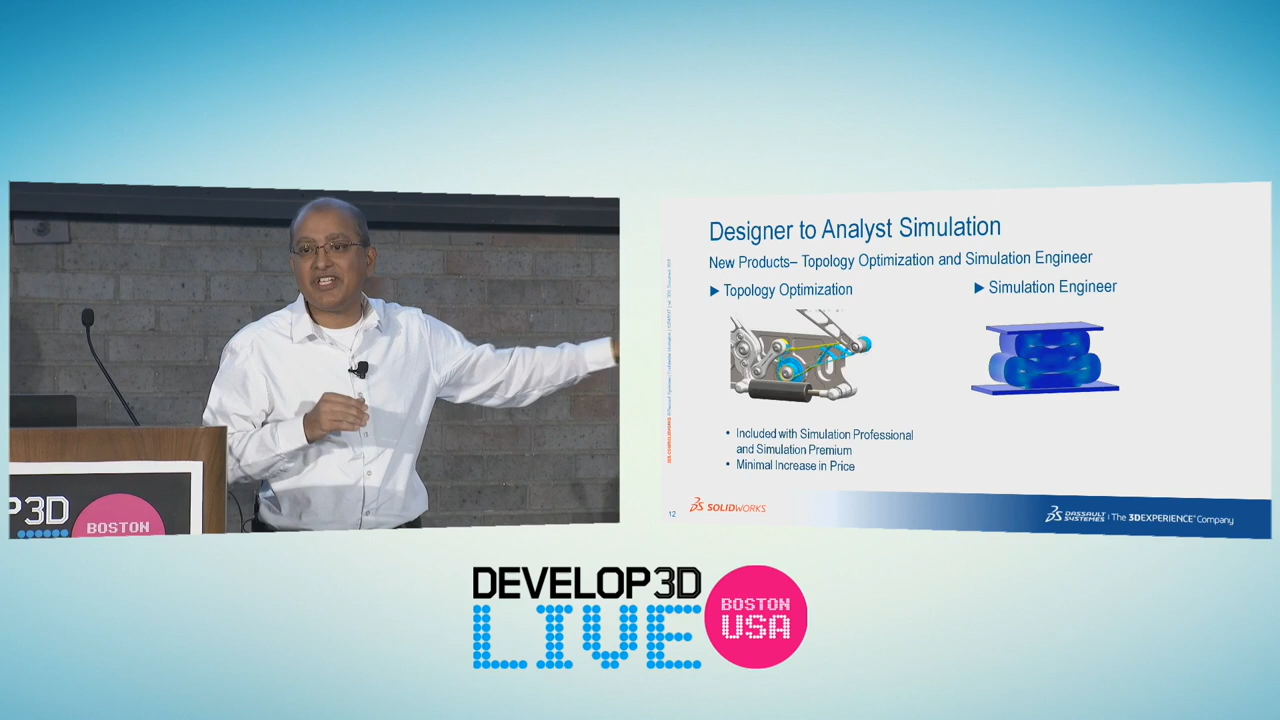 P3D
BOSTON
Designer to Analyst Simulation
New Products– Topology Optimization and Simulation Engineer
▶ Topology Optimization
▶ Simulation Engineer
• Included with Simulation Professional
and Simulation Premium
• Minimal Increase in Price
12
SOLIDWORKS
DASSAULT
SYSTEMES
The 3DEXPERIENCE Company
DEVELOP3D
LIVE
BOSTON
USA